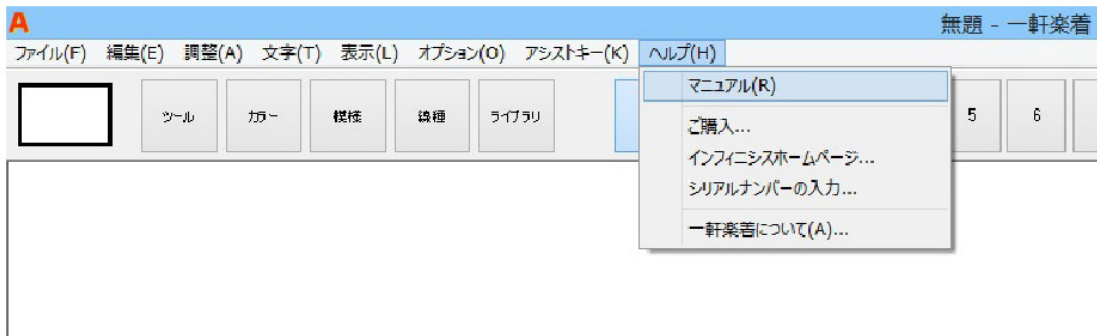 A 無題 - 一軒楽着
ファイル(F) 編集(E) 調整(A) 文字(T) 表示(L) オプション(O) アシストキー(K) ヘルプ(H)
マニュアル(R)
ツール カラー 模様 線種 ライブラリ 5 6
ご購入...
インフィニシスホームページ...
シリアルナンバーの入力...
一軒楽着について(A)...